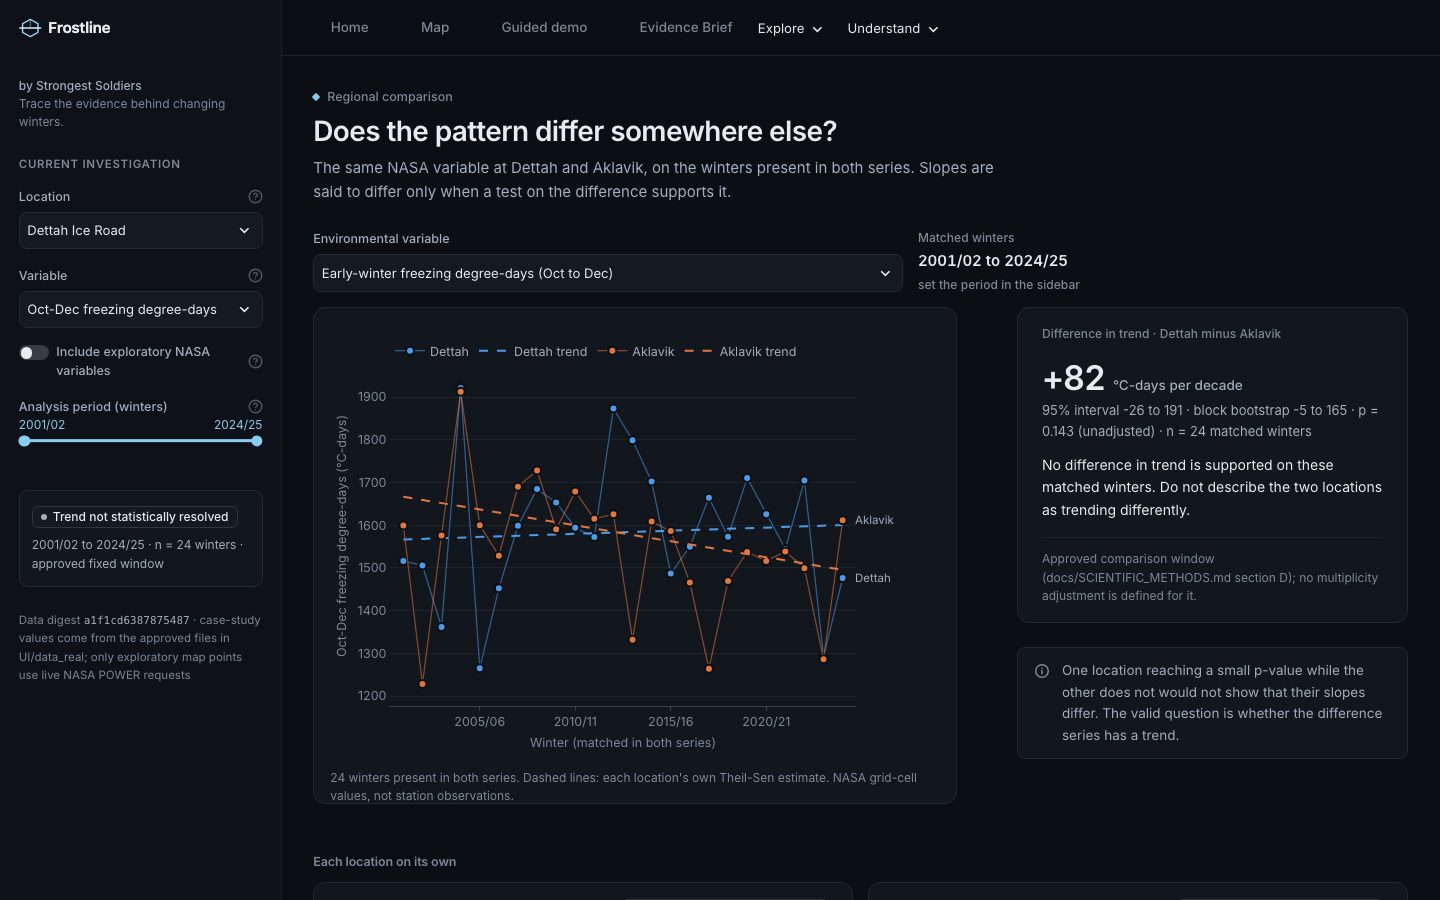 Frostline
Home
Map
Guided demo
Evidence Brief
Explore
Understand
by Strongest Soldiers
Trace the evidence behind changing
winters.
CURRENT INVESTIGATION
Location
Dettah Ice Road
Variable
Oct-Dec freezing degree-days
Include exploratory NASA
variables
Analysis period (winters)
2001/02
2024/25
Trend not statistically resolved
2001/02 to 2024/25 · n = 24 winters ·
approved fixed window
Data digest a1f1cd6387875487 · case-study
values come from the approved files in
UI/data_real; only exploratory map points
use live NASA POWER requests
Regional comparison
Does the pattern differ somewhere else?
The same NASA variable at Dettah and Aklavik, on the winters present in both series. Slopes are
said to differ only when a test on the difference supports it.
Environmental variable
Early-winter freezing degree-days (Oct to Dec)
Matched winters
2001/02 to 2024/25
set the period in the sidebar
Dettah
Dettah trend
Aklavik
Aklavik trend
Oct-Dec freezing degree-days (°C-days)
1900
1800
1700
1600
1500
1400
1300
1200
Aklavik
Dettah
2005/06
2010/11
2015/16
2020/21
Winter (matched in both series)
24 winters present in both series. Dashed lines: each location's own Theil-Sen estimate. NASA grid-cell
values, not station observations.
Difference in trend · Dettah minus Aklavik
+82 °C-days per decade
95% interval -26 to 191 · block bootstrap -5 to 165 · p =
0.143 (unadjusted) · n = 24 matched winters
No difference in trend is supported on these
matched winters. Do not describe the two locations
as trending differently.
Approved comparison window
(docs/SCIENTIFIC_METHODS.md section D); no multiplicity
adjustment is defined for it.
One location reaching a small p-value while the
other does not would not show that their slopes
differ. The valid question is whether the difference
series has a trend.
Each location on its own